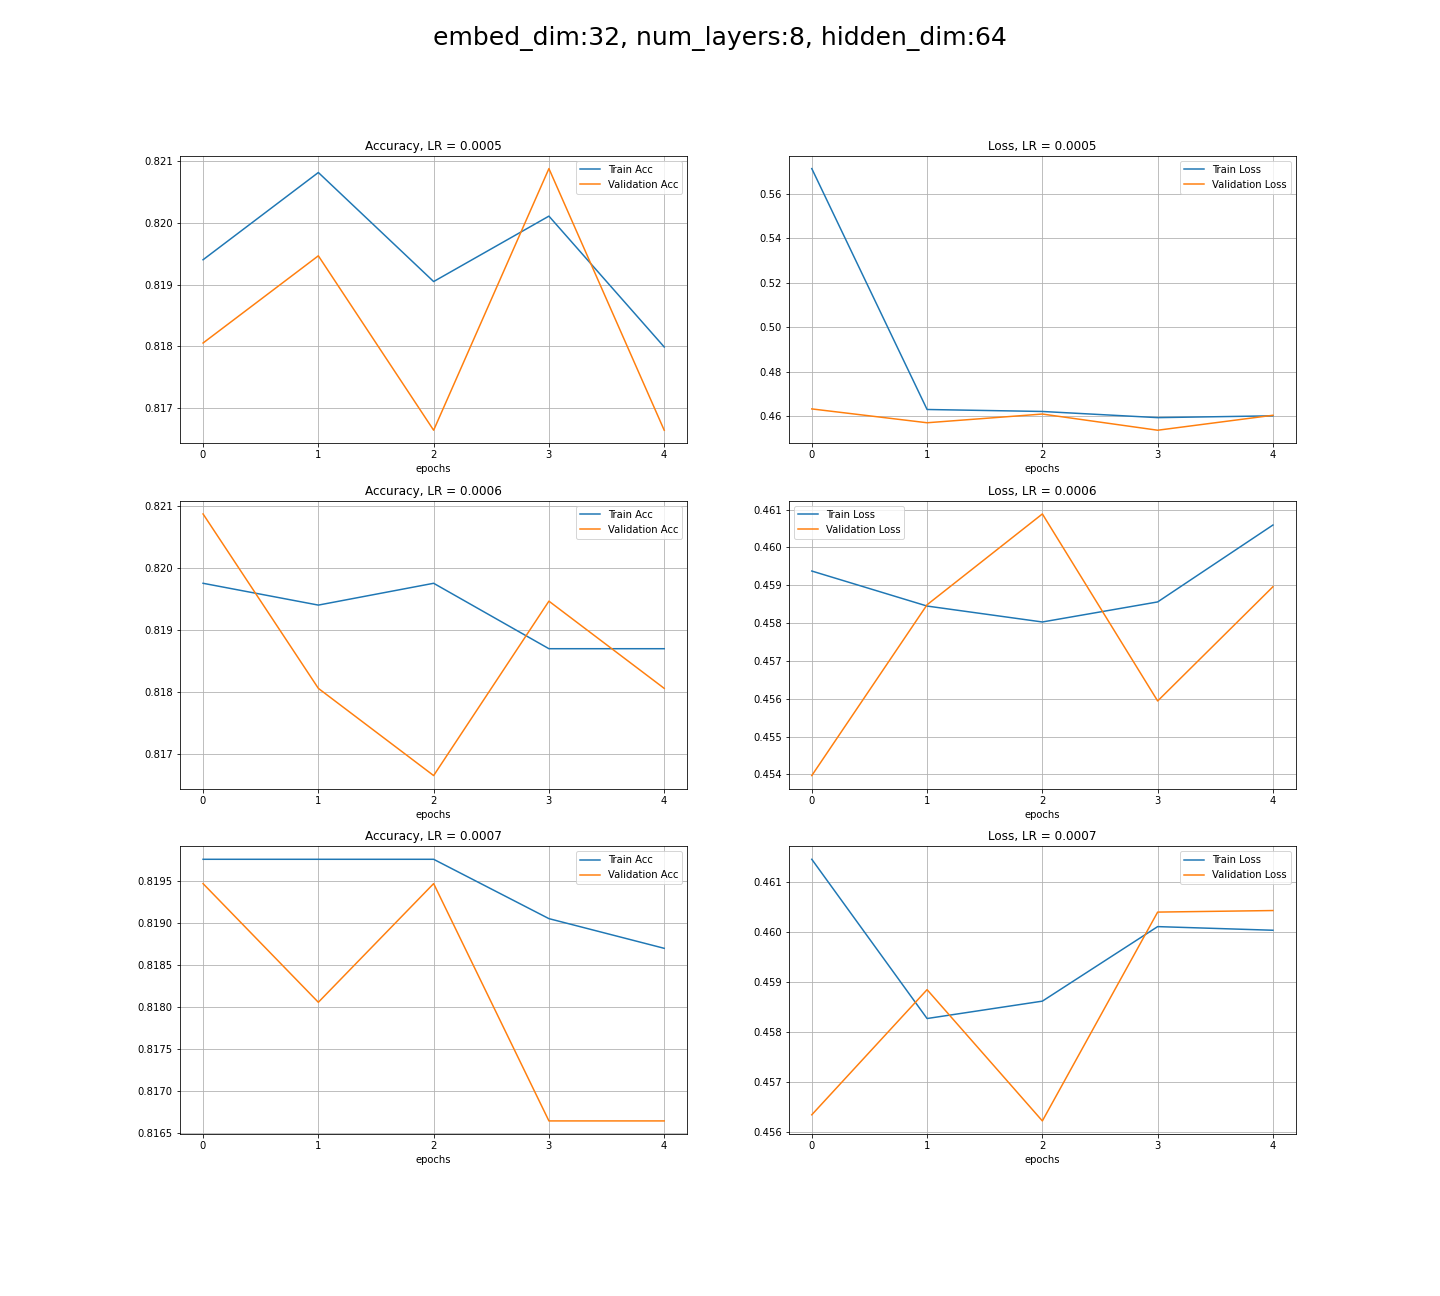 embed_dim:32, num_layers:8, hidden_dim:64
Accuracy, LR = 0.0005
0.821
0.820
0.819
0.818
0.817
Train Acc
Validation Acc
0 1 2 3 4
epochs
Loss, LR = 0.0005
0.56
0.54
0.52
0.50
0.48
0.46
Train Loss
Validation Loss
0 1 2 3 4
epochs
Accuracy, LR = 0.0006
0.821
0.820
0.819
0.818
0.817
Train Acc
Validation Acc
0 1 2 3 4
epochs
Loss, LR = 0.0006
0.461
0.460
0.459
0.458
0.457
0.456
0.455
0.454
Train Loss
Validation Loss
0 1 2 3 4
epochs
Accuracy, LR = 0.0007
0.8195
0.8190
0.8185
0.8180
0.8175
0.8170
0.8165
Train Acc
Validation Acc
0 1 2 3 4
epochs
Loss, LR = 0.0007
0.461
0.460
0.459
0.458
0.457
0.456
Train Loss
Validation Loss
0 1 2 3 4
epochs